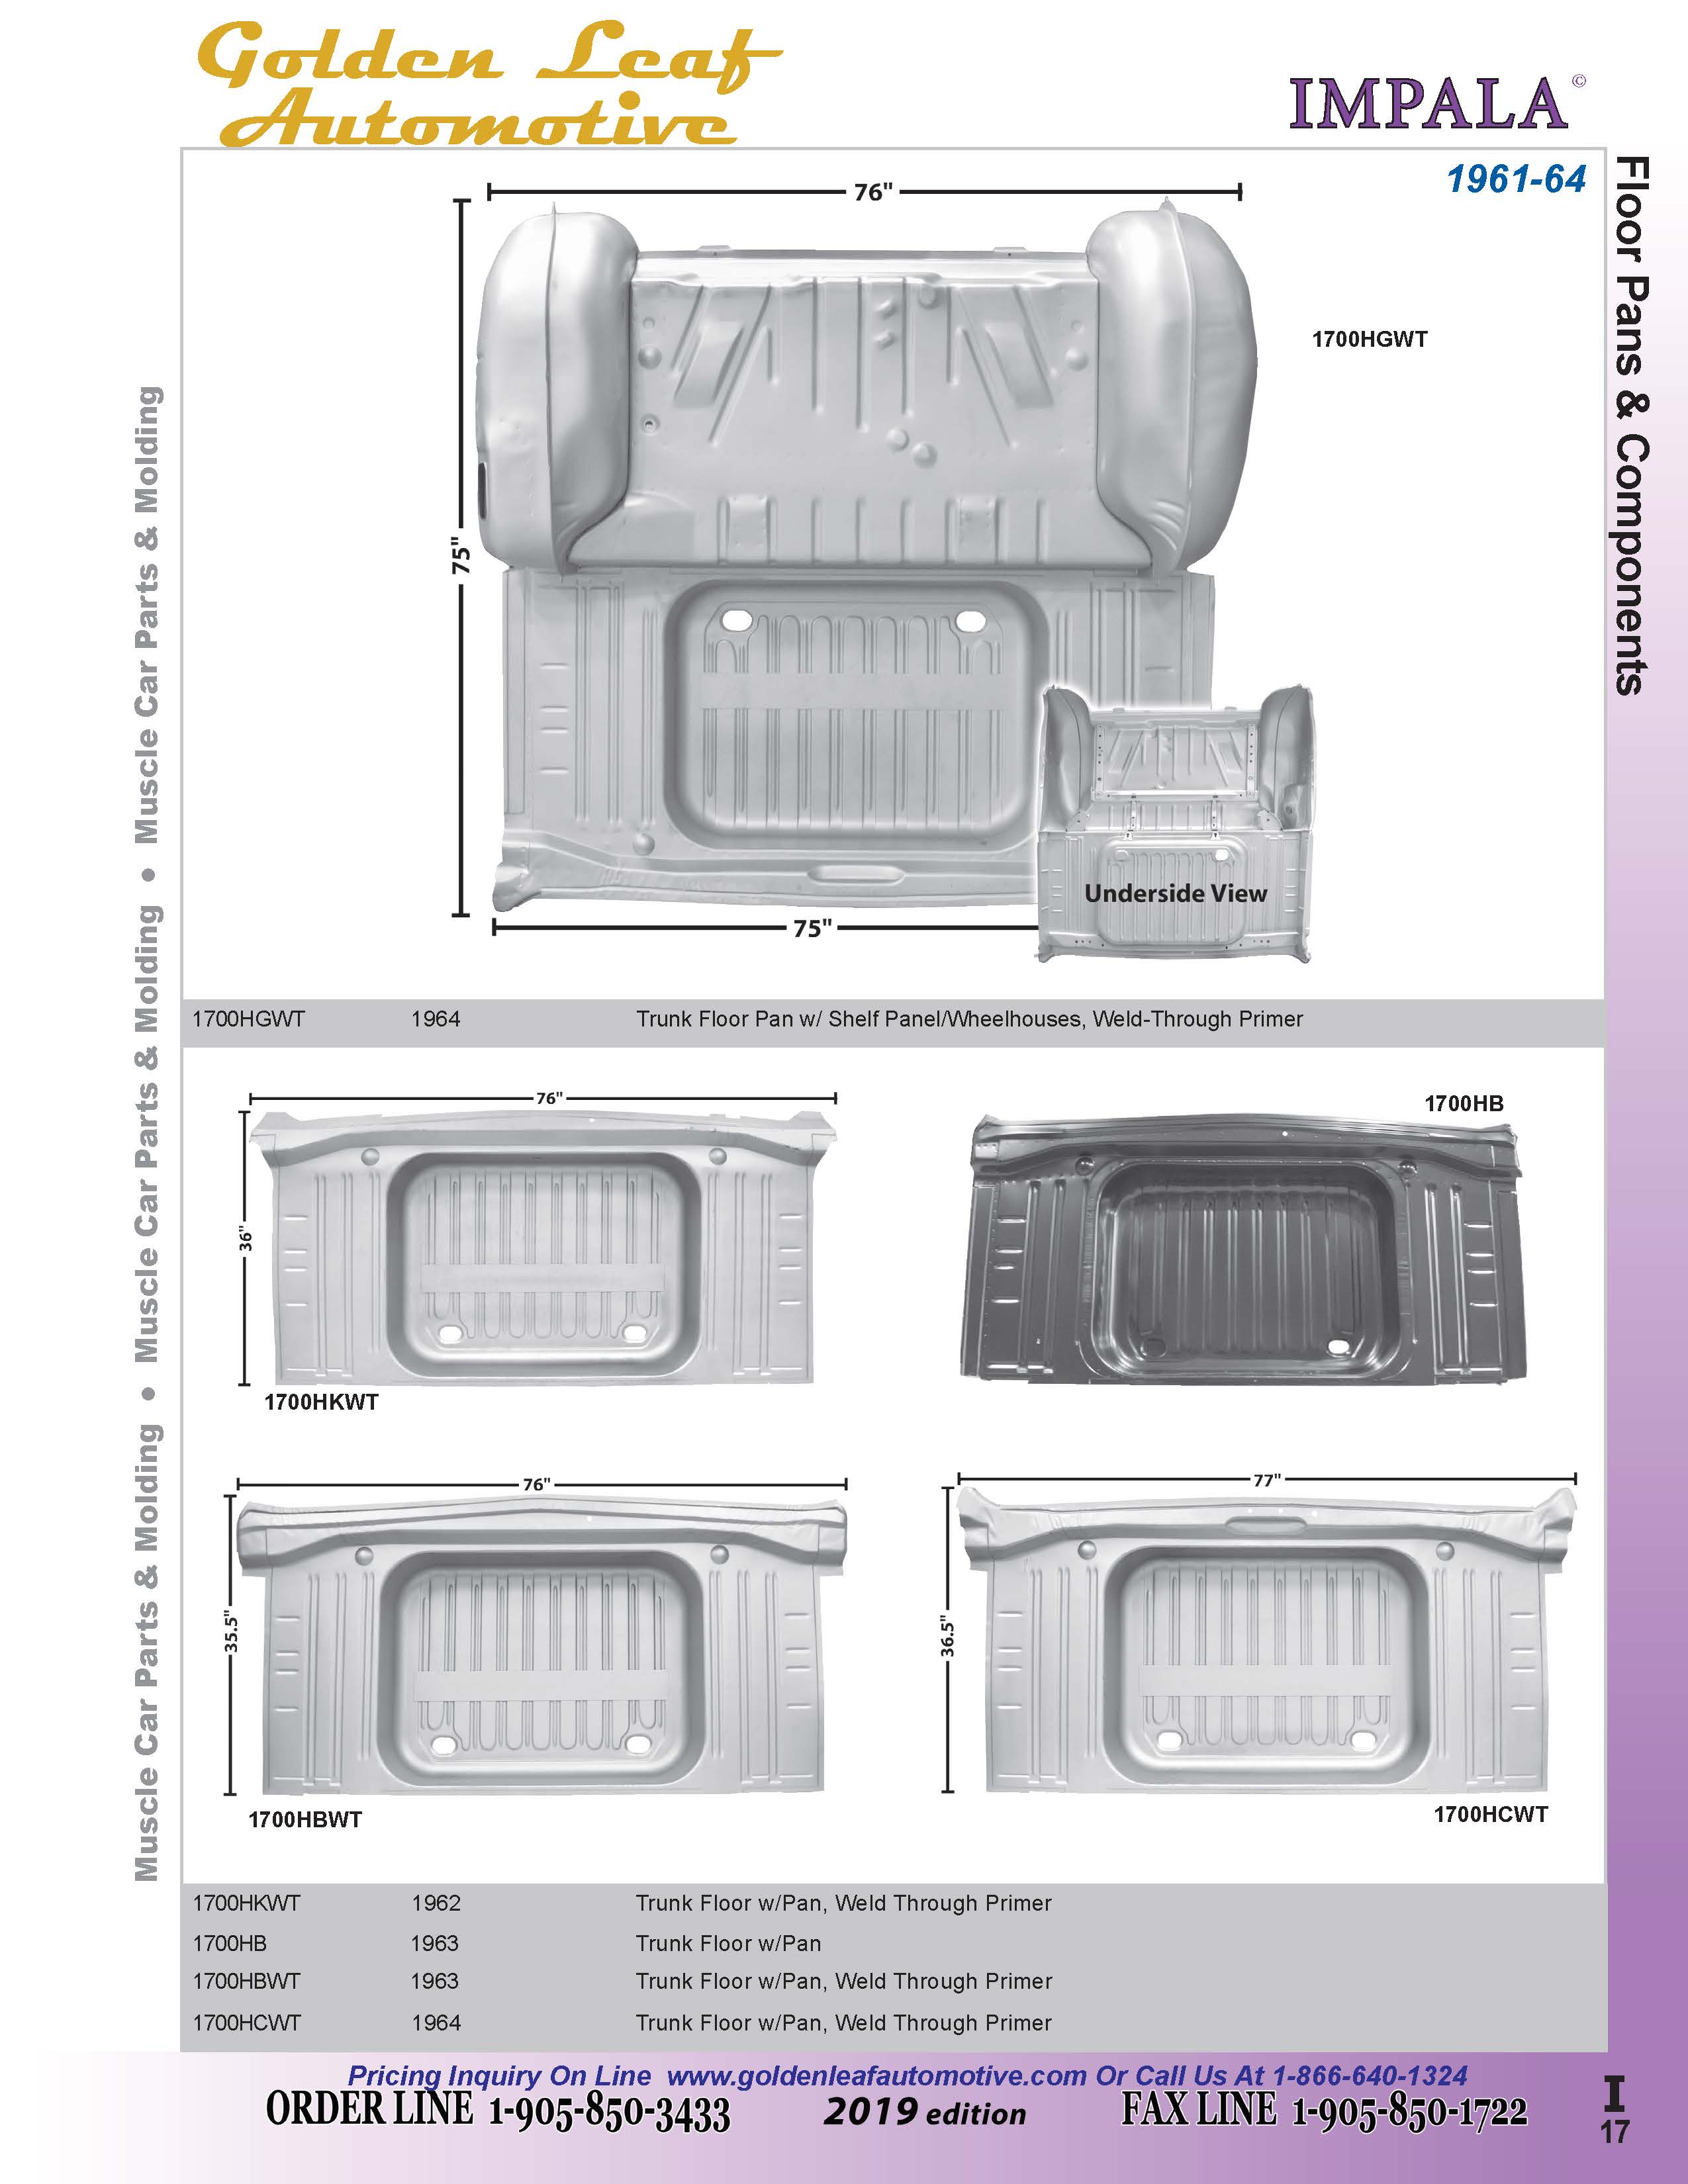 Golden Leaf
Automotive
IMPALA©
1961-64
Floor Pans & Components
Muscle Car Parts & Molding • Muscle Car Parts & Molding • Muscle Car Parts & Molding
76"
75"
1700HGWT
Underside View
75"
1700HGWT 1964 Trunk Floor Pan w/ Shelf Panel/Wheelhouses, Weld-Through Primer
76"
36"
1700HKWT
1700HB
76"
35.5"
1700HBWT
77"
36.5"
1700HCWT
1700HKWT 1962 Trunk Floor w/Pan, Weld Through Primer
1700HB 1963 Trunk Floor w/Pan
1700HBWT 1963 Trunk Floor w/Pan, Weld Through Primer
1700HCWT 1964 Trunk Floor w/Pan, Weld Through Primer
Pricing Inquiry On Line www.goldenleafautomotive.com Or Call Us At 1-866-640-1324
ORDER LINE 1-905-850-3433 2019 edition FAX LINE 1-905-850-1722
I
17